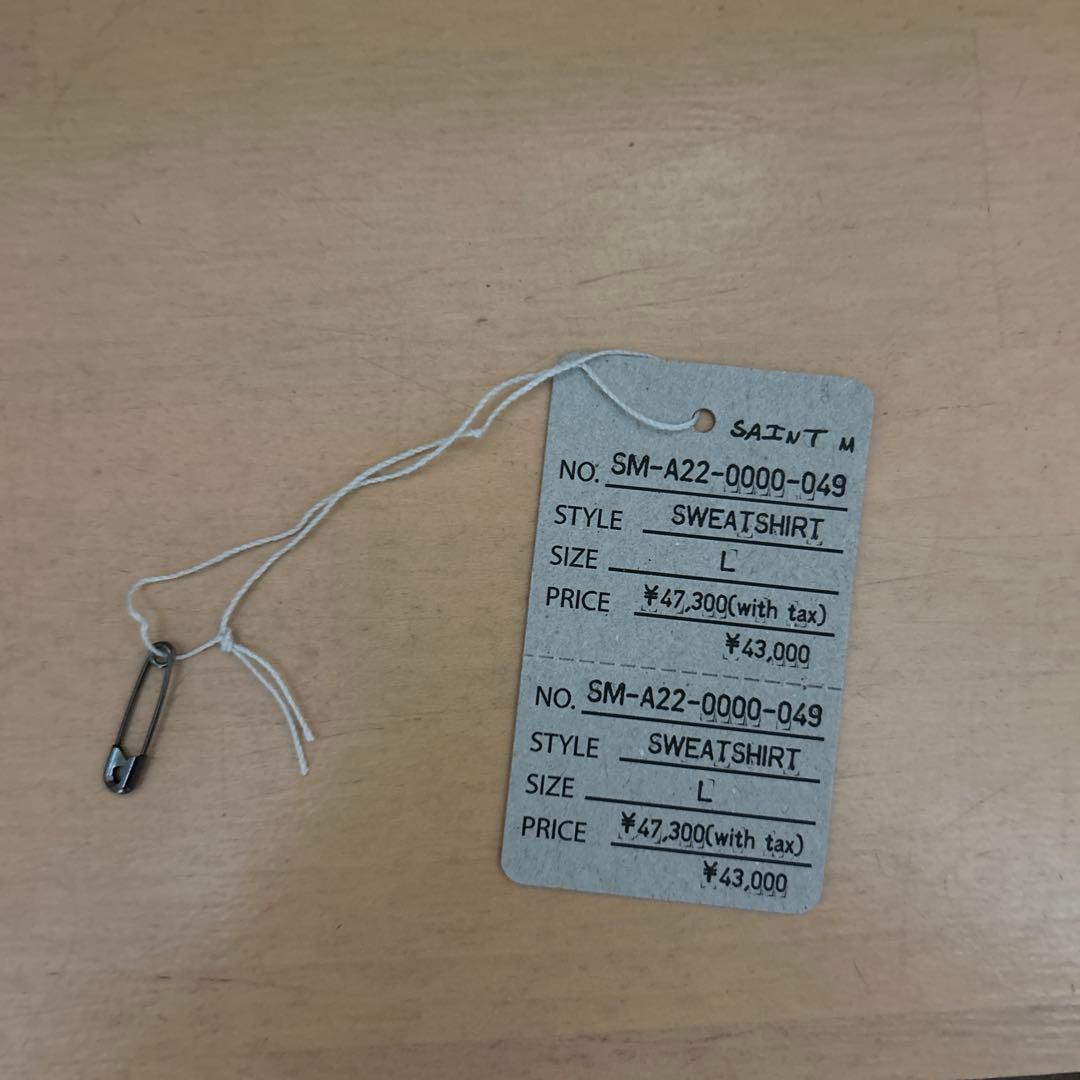 SAINT M
NO. SM-A22-0000-049
STYLE SWEATSHIRT
SIZE L
PRICE ¥47,300(with tax)
¥43,000
NO. SM-A22-0000-049
STYLE SWEATSHIRT
SIZE L
PRICE ¥47,300(with tax)
¥43,000